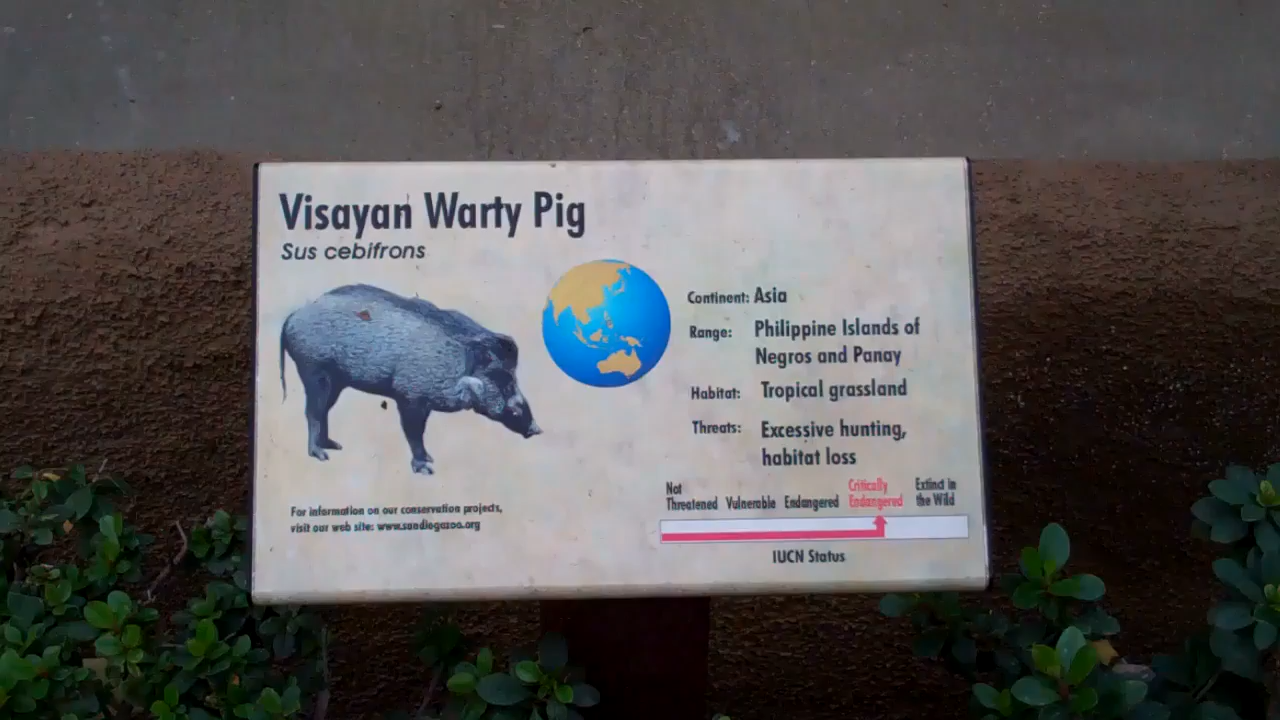 Visayan Warty Pig
Sus cebifrons
Continent: Asia
Range: Philippine Islands of
Negros and Panay
Habitat: Tropical grassland
Threats: Excessive hunting,
habitat loss
For information on our conservation projects,
visit our web site: www.sandiegozoo.org
Not
Threatened Vulnerable Endangered Critically
Endangered Extinct in
the Wild
IUCN Status